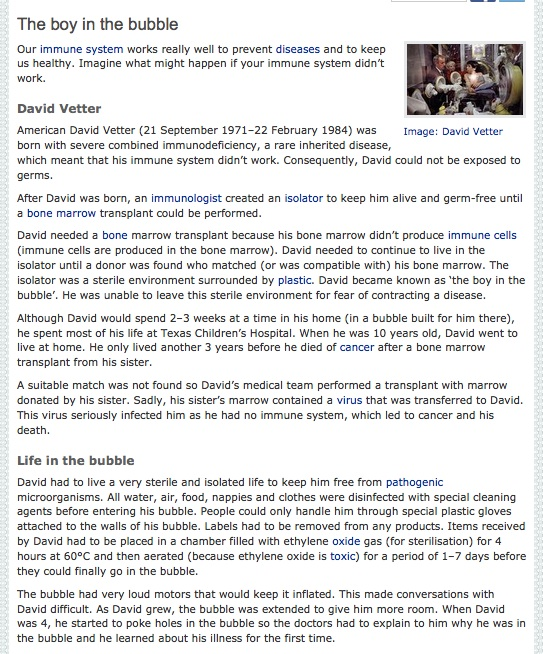 The boy in the bubble
Our immune system works really well to prevent diseases and to keep
us healthy. Imagine what might happen if your immune system didn’t
work.
David Vetter
Image: David Vetter
American David Vetter (21 September 1971–22 February 1984) was
born with severe combined immunodeficiency, a rare inherited disease,
which meant that his immune system didn’t work. Consequently, David could not be exposed to
germs.
After David was born, an immunologist created an isolator to keep him alive and germ-free until
a bone marrow transplant could be performed.
David needed a bone marrow transplant because his bone marrow didn’t produce immune cells
(immune cells are produced in the bone marrow). David needed to continue to live in the
isolator until a donor was found who matched (or was compatible with) his bone marrow. The
isolator was a sterile environment surrounded by plastic. David became known as ‘the boy in the
bubble’. He was unable to leave this sterile environment for fear of contracting a disease.
Although David would spend 2–3 weeks at a time in his home (in a bubble built for him there),
he spent most of his life at Texas Children’s Hospital. When he was 10 years old, David went to
live at home. He only lived another 3 years before he died of cancer after a bone marrow
transplant from his sister.
A suitable match was not found so David’s medical team performed a transplant with marrow
donated by his sister. Sadly, his sister’s marrow contained a virus that was transferred to David.
This virus seriously infected him as he had no immune system, which led to cancer and his
death.
Life in the bubble
David had to live a very sterile and isolated life to keep him free from pathogenic
microorganisms. All water, air, food, nappies and clothes were disinfected with special cleaning
agents before entering his bubble. People could only handle him through special plastic gloves
attached to the walls of his bubble. Labels had to be removed from any products. Items received
by David had to be placed in a chamber filled with ethylene oxide gas (for sterilisation) for 4
hours at 60°C and then aerated (because ethylene oxide is toxic) for a period of 1–7 days before
they could finally go in the bubble.
The bubble had very loud motors that would keep it inflated. This made conversations with
David difficult. As David grew, the bubble was extended to give him more room. When David
was 4, he started to poke holes in the bubble so the doctors had to explain to him why he was in
the bubble and he learned about his illness for the first time.